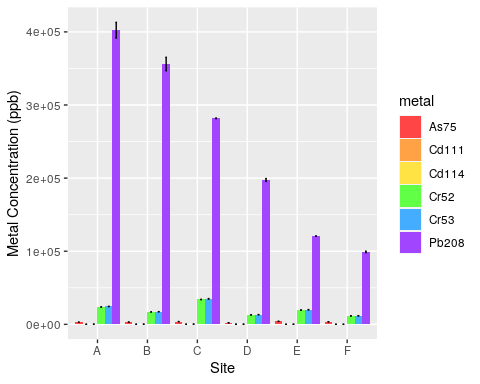 Metal Concentration (ppb)
4e+05
3e+05
2e+05
1e+05
0e+00
A B C D E F
Site
metal
As75
Cd111
Cd114
Cr52
Cr53
Pb208